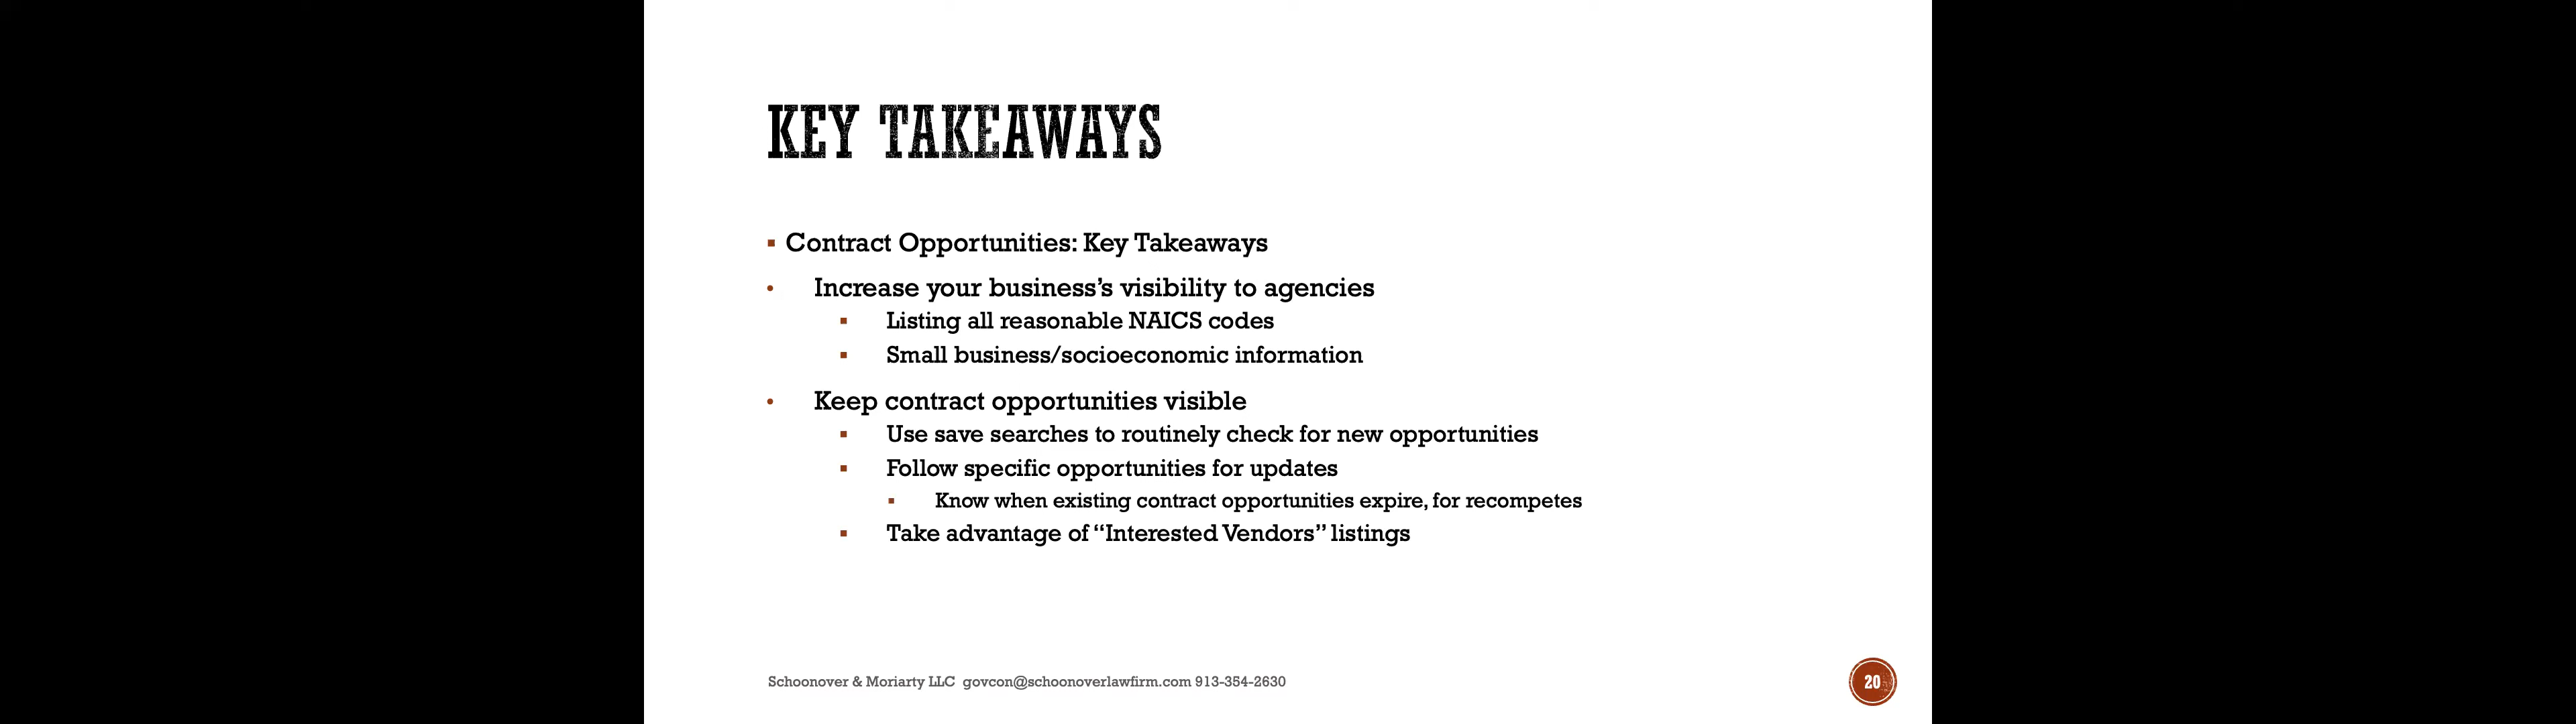 KEY TAKEAWAYS
▪ Contract Opportunities: Key Takeaways
• Increase your business’s visibility to agencies
▪ Listing all reasonable NAICS codes
▪ Small business/socioeconomic information
• Keep contract opportunities visible
▪ Use save searches to routinely check for new opportunities
▪ Follow specific opportunities for updates
▪ Know when existing contract opportunities expire, for recompetes
▪ Take advantage of “Interested Vendors” listings
Schoonover & Moriarty LLC govcon@schoonoverlawfirm.com 913-354-2630
20